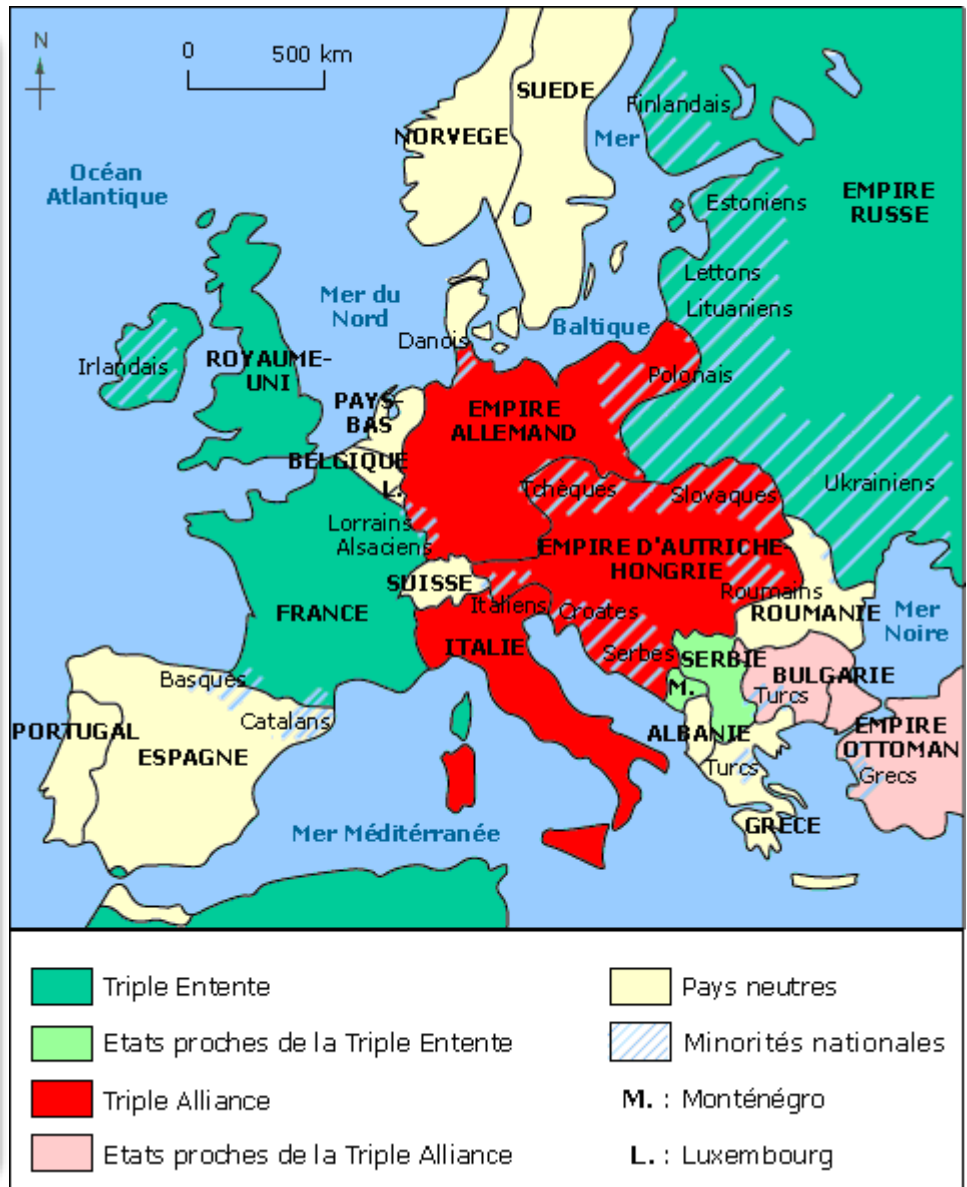 N
0 500 km
SUEDE
Finlandais
NORVEGE
Mer
Océan
Atlantique
EMPIRE
RUSSE
Estoniens
Lettons
Mer du
Nord
Lituaniens
Baltique
Danois
Irlandais
ROYAUME-
UNI
Polonais
PAYS-
BAS
EMPIRE
ALLEMAND
BELGIQUE
L.
Tchèques
Slovaques
Ukrainiens
Lorrains
Alsaciens
EMPIRE D'AUTRICHE-
HONGRIE
SUISSE
Roumains
Italiens
Croates
FRANCE
ROUMANIE
Mer
Noire
ITALIE
Serbes
SERBIE
Basques
BULGARIE
M.
Turcs
Catalans
PORTUGAL
ALBANIE
EMPIRE
OTTOMAN
ESPAGNE
Turcs
Grecs
Mer Méditérranée
GRECE
Triple Entente
Etats proches de la Triple Entente
Triple Alliance
Etats proches de la Triple Alliance
Pays neutres
Minorités nationales
M. : Monténégro
L. : Luxembourg